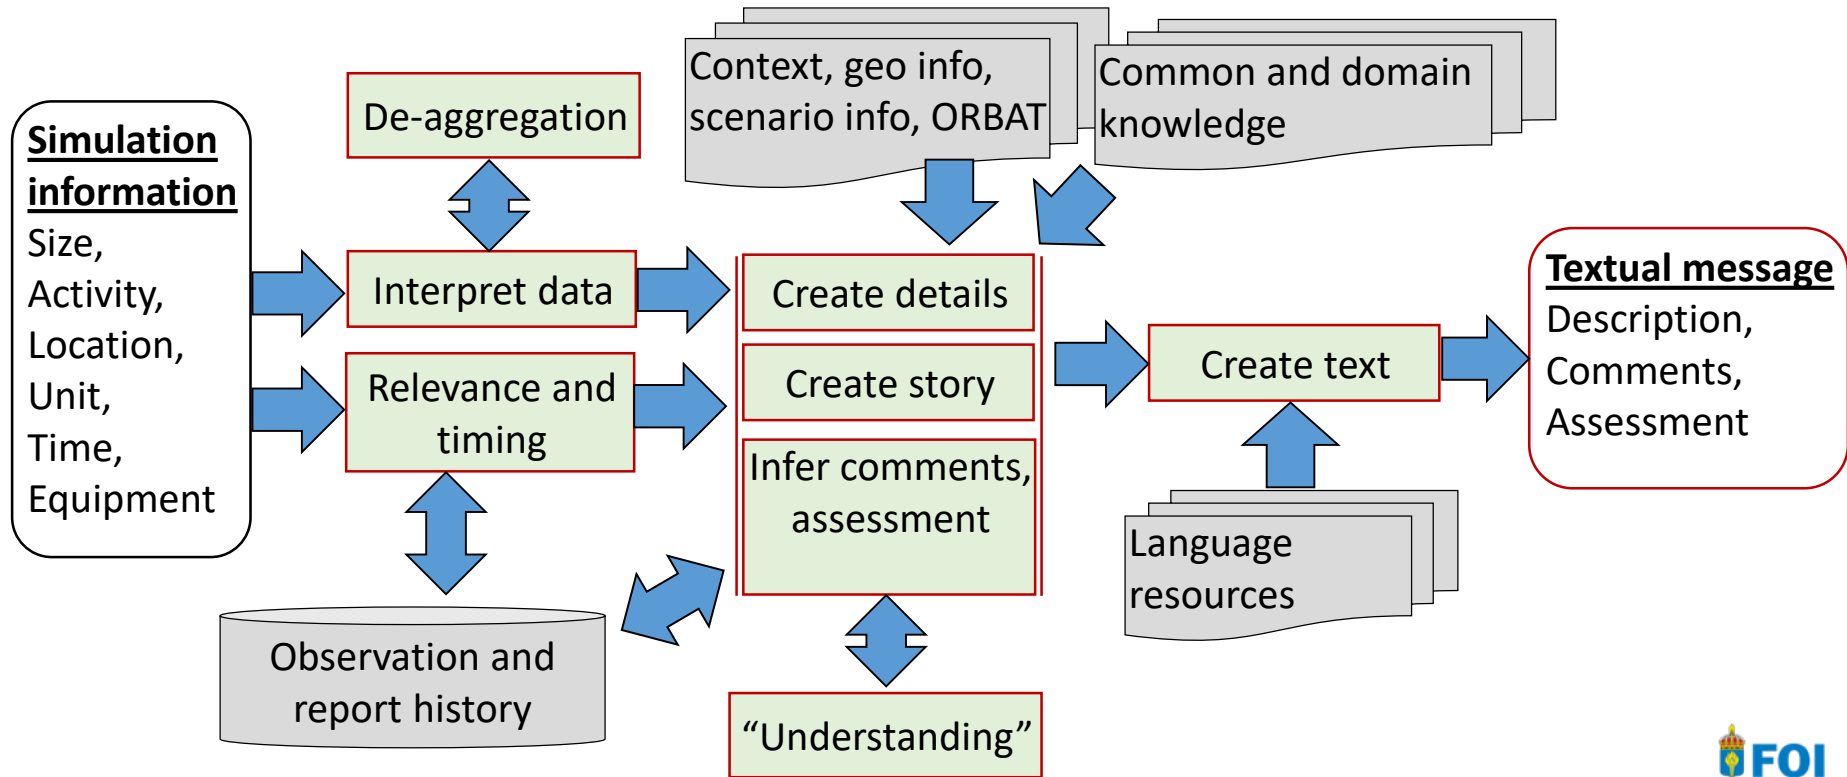 Simulation
information
Size,
Activity,
Location,
Unit,
Time,
Equipment
De-aggregation
Interpret data
Relevance and
timing
Observation and
report history
Context, geo info,
scenario info, ORBAT
Common and domain
knowledge
Create details
Create story
Infer comments,
assessment
“Understanding”
Create text
Language
resources
Textual message
Description,
Comments,
Assessment
FOI